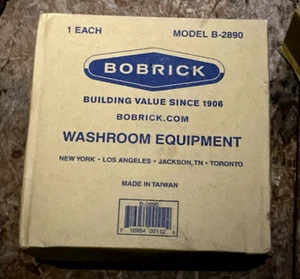 1 EACH MODEL B-2890
BOBRICK
BUILDING VALUE SINCE 1906
BOBRICK.COM
WASHROOM EQUIPMENT
NEW YORK • LOS ANGELES • JACKSON, TN • TORONTO
MADE IN TAIWAN
B-2890